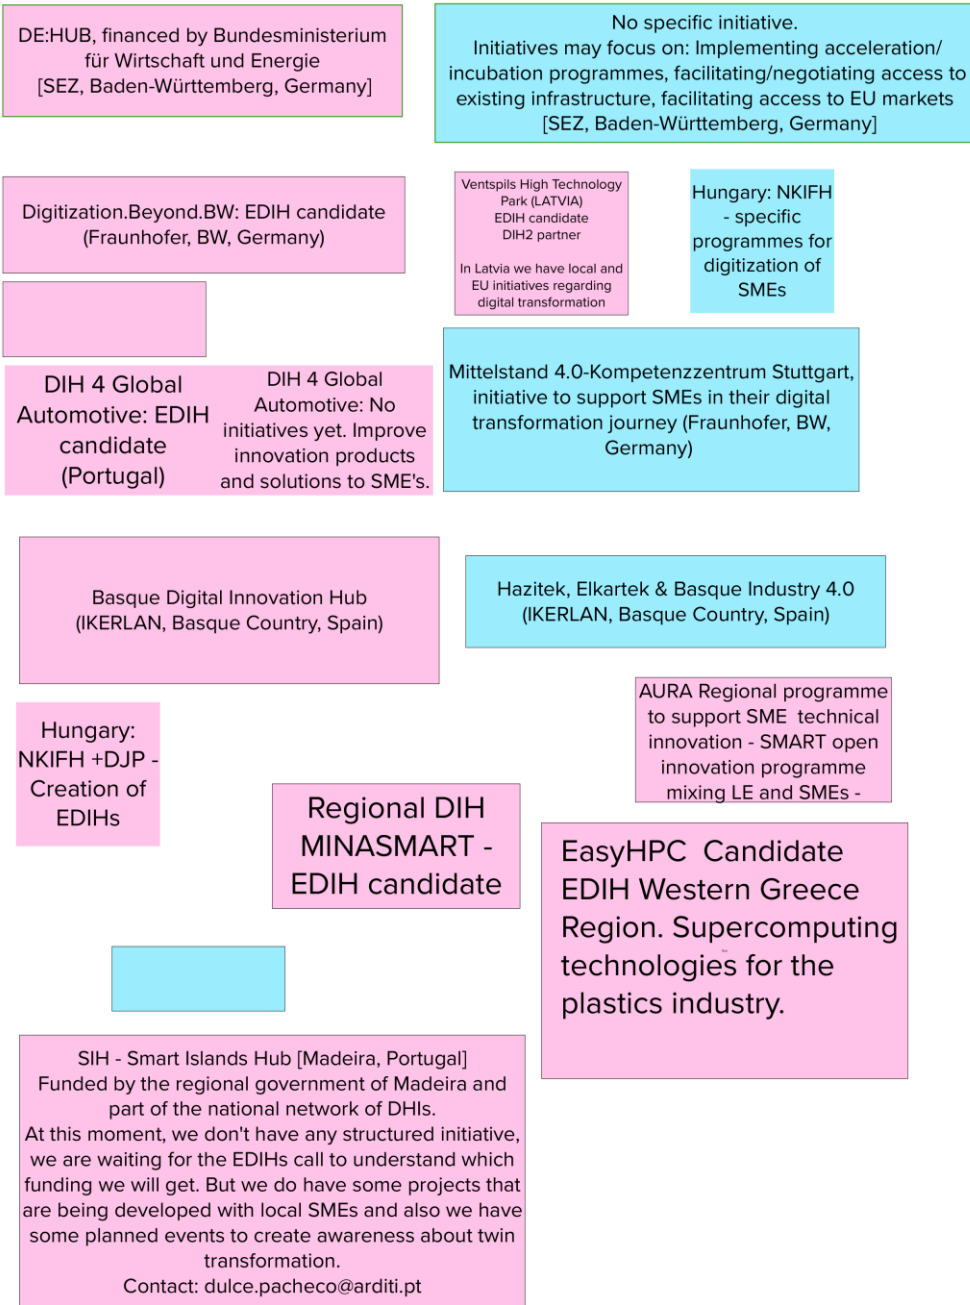 DE:HUB, financed by Bundesministerium
für Wirtschaft und Energie
[SEZ, Baden-Württemberg, Germany]
No specific initiative.
Initiatives may focus on: Implementing acceleration/
incubation programmes, facilitating/negotiating access to
existing infrastructure, facilitating access to EU markets
[SEZ, Baden-Württemberg, Germany]
Digitization.Beyond.BW: EDIH candidate
(Fraunhofer, BW, Germany)
Ventspils High Technology
Park (LATVIA)
EDIH candidate
DIH2 partner
In Latvia we have local and
EU initiatives regarding
digital transformation
Hungary: NKIFH
- specific
programmes for
digitization of
SMEs
DIH 4 Global
Automotive: EDIH
candidate
(Portugal)
DIH 4 Global
Automotive: No
initiatives yet. Improve
innovation products
and solutions to SME's.
Mittelstand 4.0-Kompetenzzentrum Stuttgart,
initiative to support SMEs in their digital
transformation journey (Fraunhofer, BW,
Germany)
Basque Digital Innovation Hub
(IKERLAN, Basque Country, Spain)
Hazitek, Elkartek & Basque Industry 4.0
(IKERLAN, Basque Country, Spain)
Hungary:
NKIFH +DJP -
Creation of
EDIHs
AURA Regional programme
to support SME technical
innovation - SMART open
innovation programme
mixing LE and SMEs -
Regional DIH
MINASMART -
EDIH candidate
EasyHPC Candidate
EDIH Western Greece
Region. Supercomputing
technologies for the
plastics industry.
SIH - Smart Islands Hub [Madeira, Portugal]
Funded by the regional government of Madeira and
part of the national network of DHIs.
At this moment, we don't have any structured initiative,
we are waiting for the EDIHs call to understand which
funding we will get. But we do have some projects that
are being developed with local SMEs and also we have
some planned events to create awareness about twin
transformation.
Contact: dulce.pacheco@arditi.pt